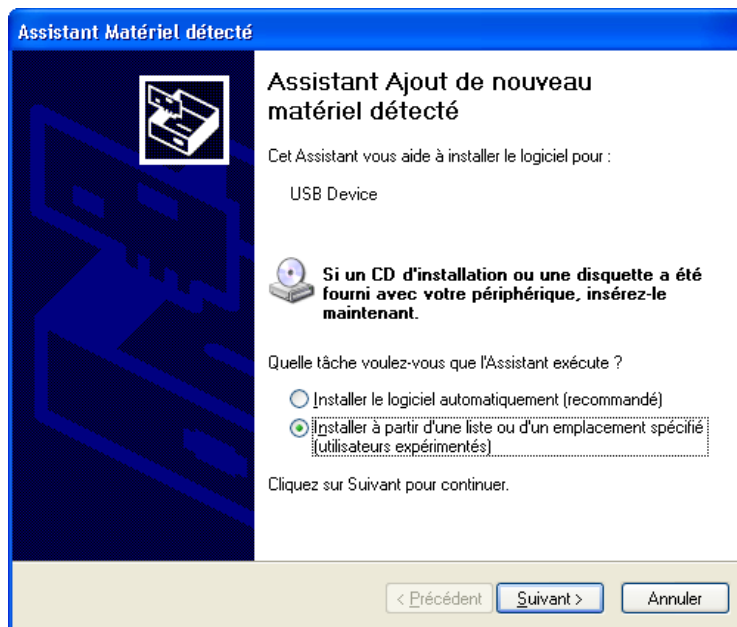 Assistant Matériel détecté
Assistant Ajout de nouveau
matériel détecté
Cet Assistant vous aide à installer le logiciel pour :
USB Device
Si un CD d'installation ou une disquette a été
fourni avec votre périphérique, insérez-le
maintenant.
Quelle tâche voulez-vous que l'Assistant exécute ?
Installer le logiciel automatiquement (recommandé)
Installer à partir d'une liste ou d'un emplacement spécifié
(utilisateurs expérimentés)
Cliquez sur Suivant pour continuer.
< Précédent Suivant > Annuler